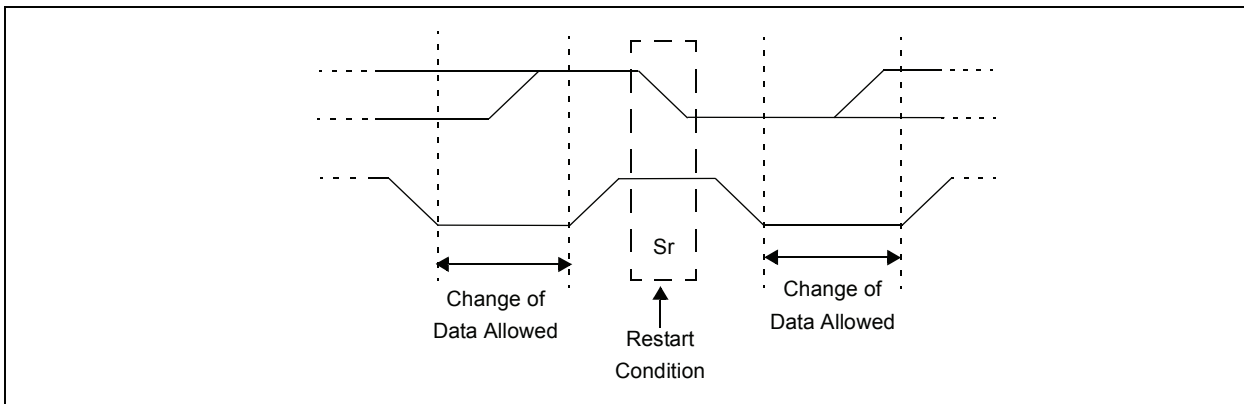 Sr
Change of
Data Allowed
Restart
Condition
Change of
Data Allowed